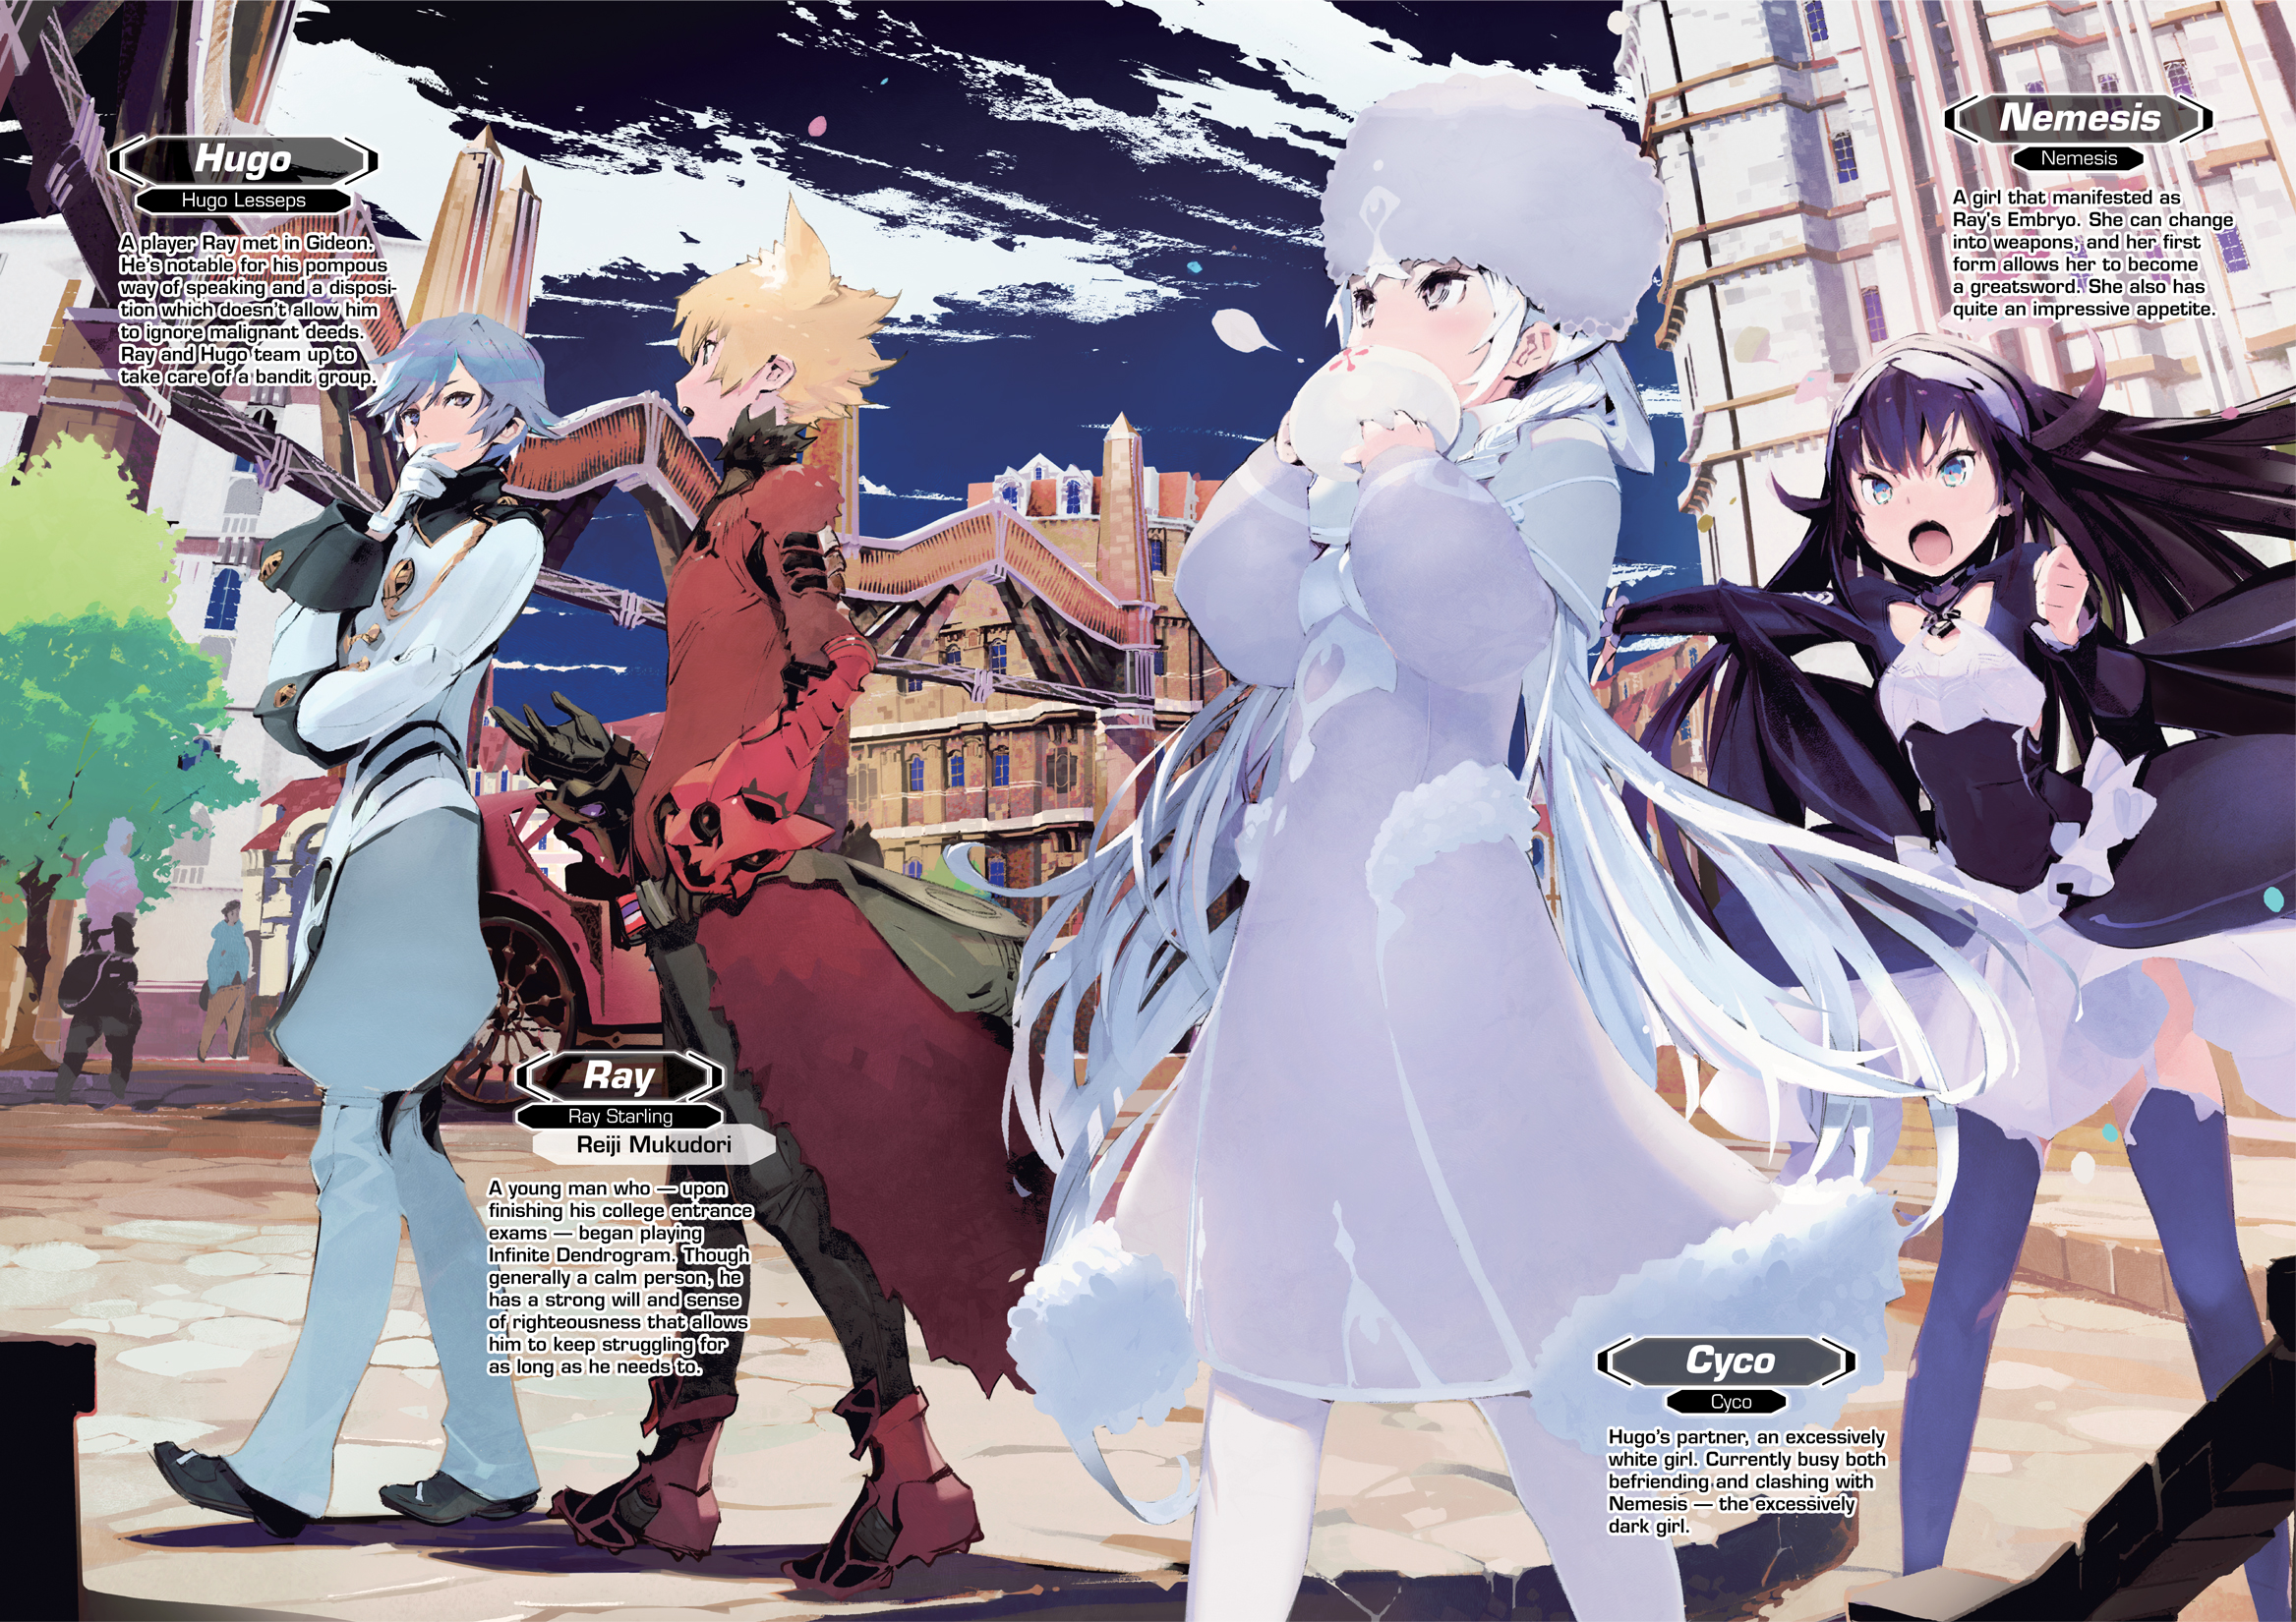 Hugo
Hugo Lesseps
A player Ray met in Gideon.
He's notable for his pompous
way of speaking and a disposi-
tion which doesn't allow him
to ignore malignant deeds.
Ray and Hugo team up to
take care of a bandit group.
Ray
Ray Starling
Reiji Mukudori
A young man who — upon
finishing his college entrance
exams — began playing
Infinite Dendrogram. Though
generally a calm person, he
has a strong will and sense
of righteousness that allows
him to keep struggling for
as long as he needs to.
Nemesis
Nemesis
A girl that manifested as
Ray's Embryo. She can change
into weapons, and her first
form allows her to become
a greatsword. She also has
quite an impressive appetite.
Cyco
Cyco
Hugo's partner, an excessively
white girl. Currently busy both
befriending and clashing with
Nemesis — the excessively
dark girl.